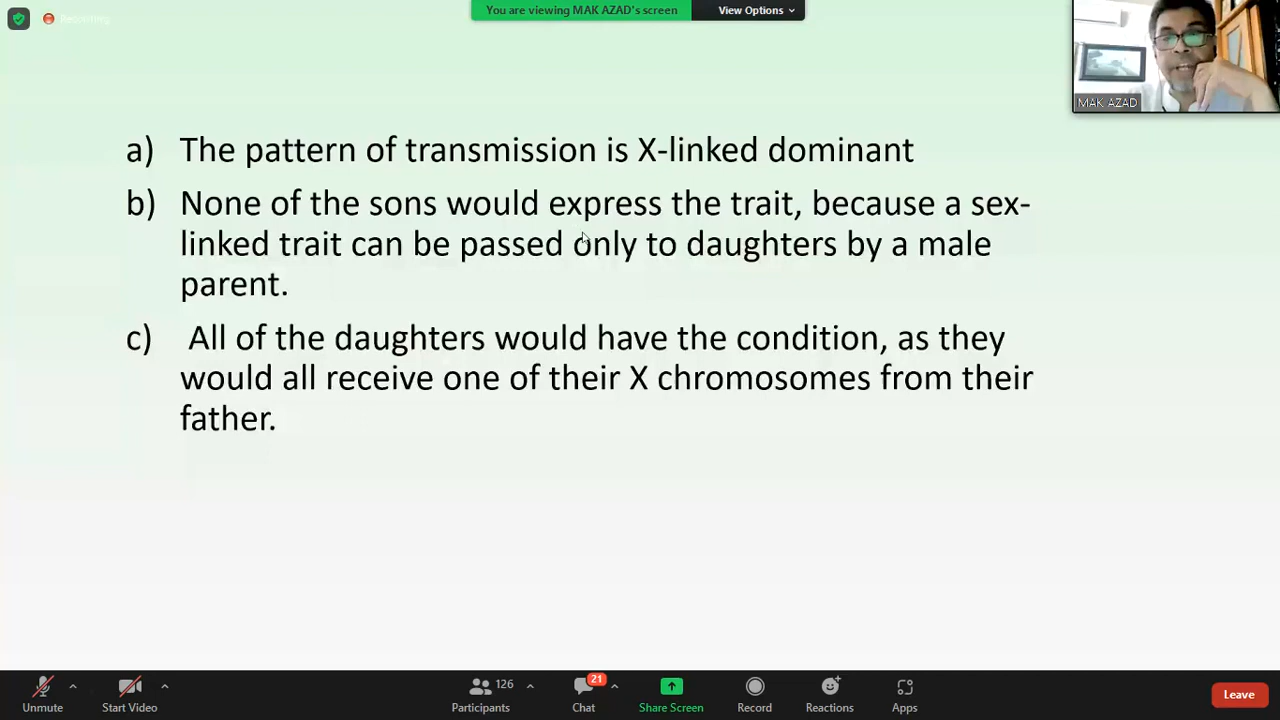 Recording
You are viewing MAK AZAD's screen
View Options
MAK AZAD
a) The pattern of transmission is X-linked dominant
b) None of the sons would express the trait, because a sex-
linked trait can be passed only to daughters by a male
parent.
c) All of the daughters would have the condition, as they
would all receive one of their X chromosomes from their
father.
Unmute
Start Video
126
Participants
21
Chat
Share Screen
Record
Reactions
Apps
Leave